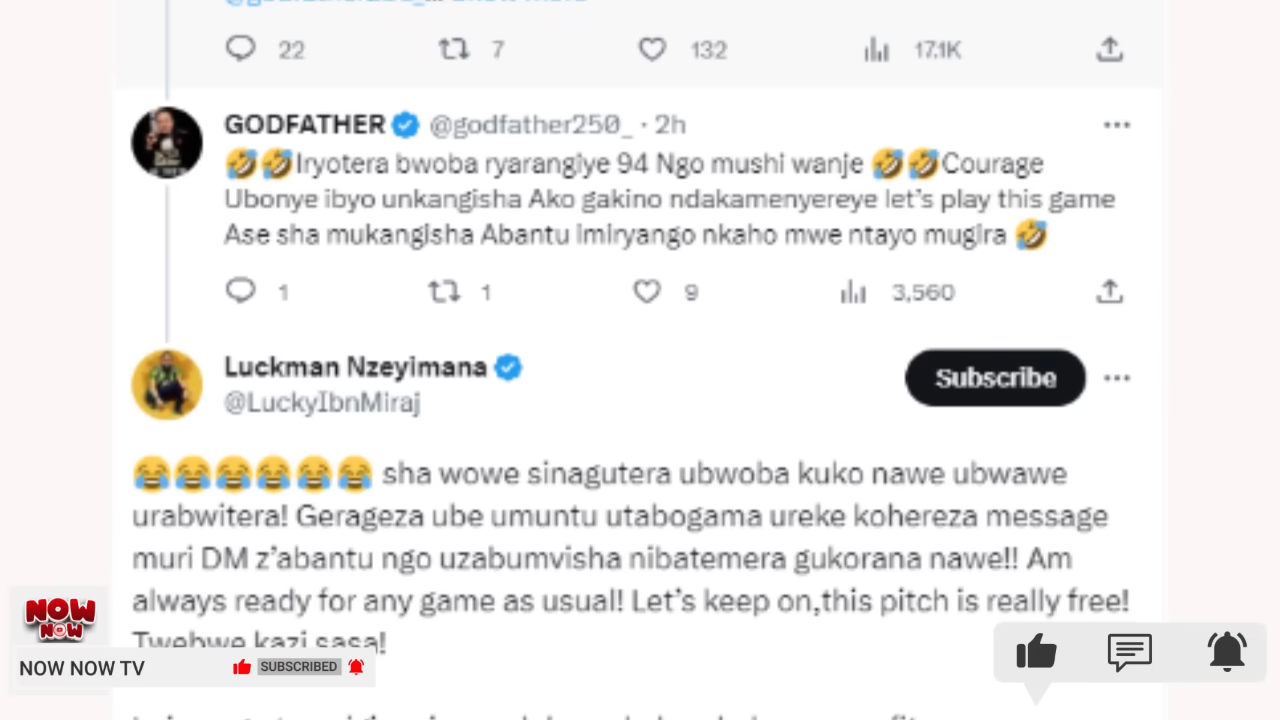 22 7 132 17.1K
GODFATHER @godfather250_ · 2h
🤣🤣Iryotera bwoba ryarangiye 94 Ngo mushi wanje 🤣🤣Courage
Ubonye ibyo unkangisha Ako gakino ndakamenyereye let’s play this game
Ase sha mukangisha Abantu imiryango nkaho mwe ntayo mugira 🤣
1 1 9 3,560
Luckman Nzeyimana
@LuckyIbnMiraj
Subscribe
😂😂😂😂😂😂 sha wowe sinagutera ubwoba kuko nawe ubwawe
urabwitera! Gerageza ube umuntu utabogama ureke kohereza message
muri DM z’abantu ngo uzabumvisha nibatemera gukorana nawe!! Am
always ready for any game as usual! Let’s keep on,this pitch is really free!
Twebwe kazi sasa!
NOW
NOW
NOW NOW TV
SUBSCRIBED